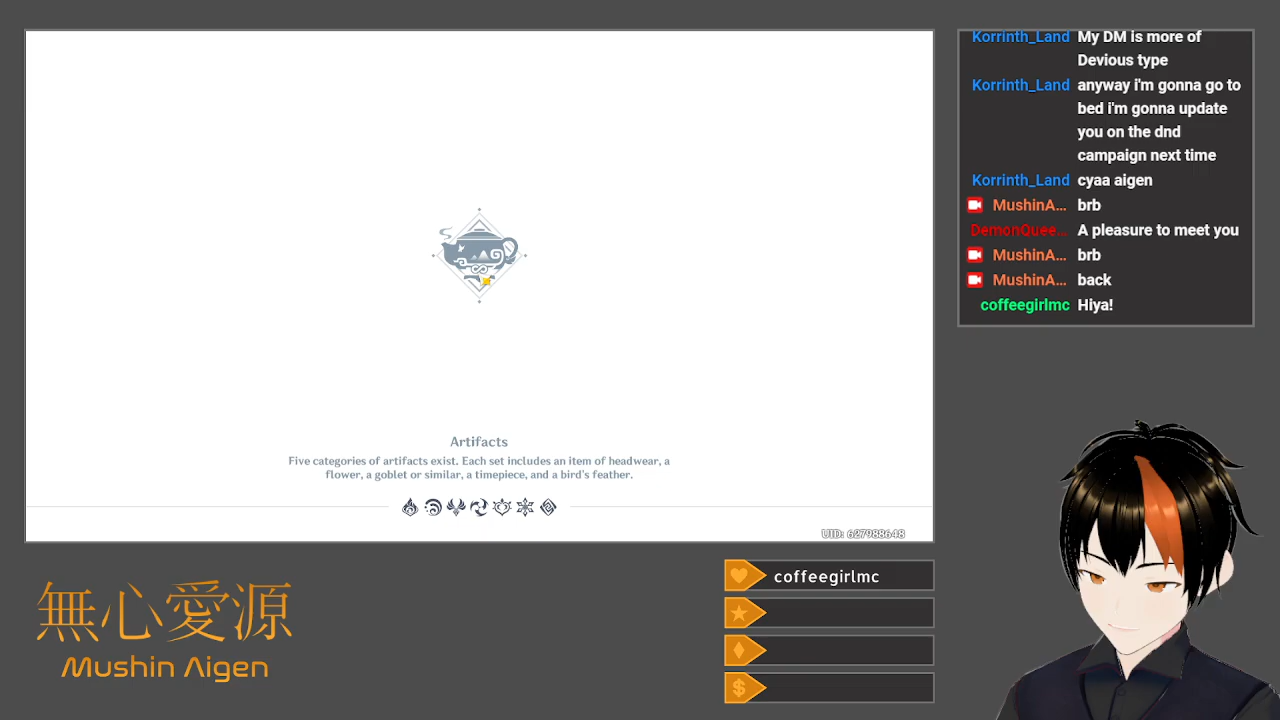 Artifacts
Five categories of artifacts exist. Each set includes an item of headwear, a
flower, a goblet or similar, a timepiece, and a bird's feather.
UID: 627988648
Korrinth_Land My DM is more of
Devious type
Korrinth_Land anyway i'm gonna go to
bed i'm gonna update
you on the dnd
campaign next time
Korrinth_Land cyaa aigen
MushinA... brb
DemonQuee... A pleasure to meet you
MushinA... brb
MushinA... back
coffeegirlmc Hiya!
無心愛源
Mushin Aigen
coffeegirlmc